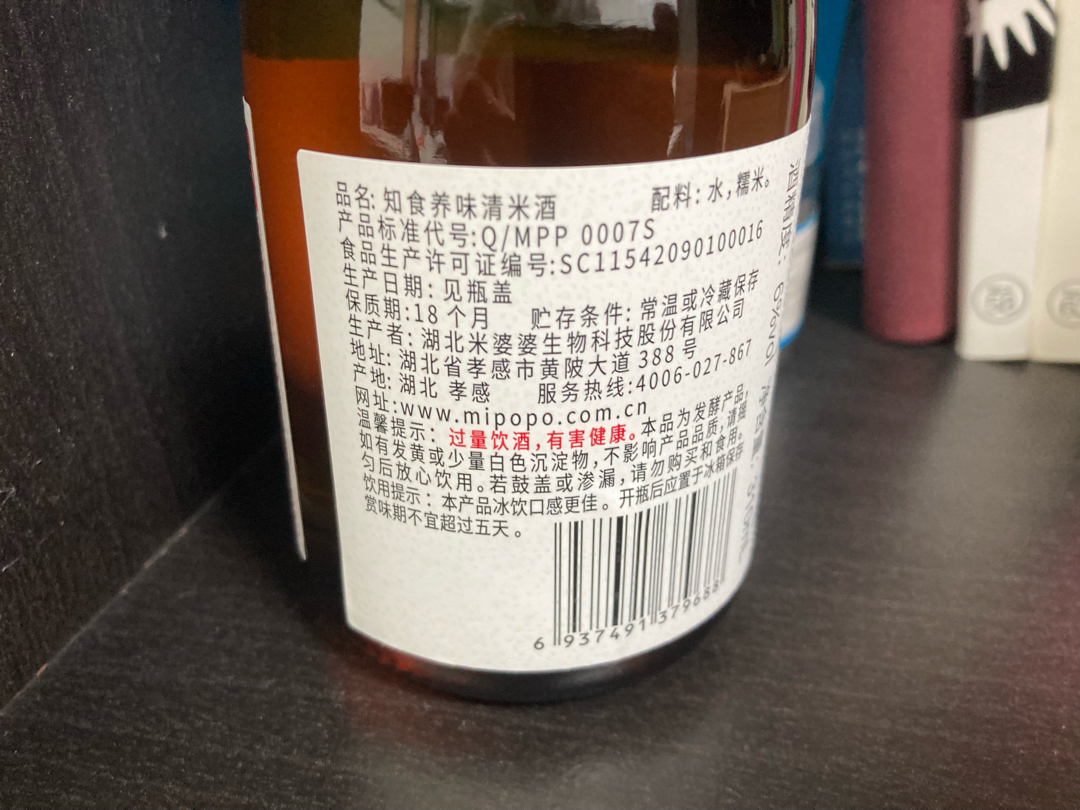 品名: 知食养味清米酒 配料: 水,糯米。
产品标准代号:Q/MPP 0007S
食品生产许可证编号:SC11542090100016
生产日期: 见瓶盖
保质期:18个月 贮存条件: 常温或冷藏保存
生产者: 湖北米婆婆生物科技股份有限公司
地址: 湖北省孝感市黄陂大道 388 号
产地: 湖北 孝感 服务热线:4006-027-867
网址:www.mipopo.com.cn
温馨提示: 过量饮酒,有害健康。本品为发酵产品,
如有发黄或少量白色沉淀物,不影响产品品质,请摇
匀后放心饮用。若鼓盖或渗漏,请勿购买和食用。
饮用提示: 本产品冰饮口感更佳。开瓶后应置于冰箱保存
赏味期不宜超过五天。
6 937491 379688
酒精度: 6%vol